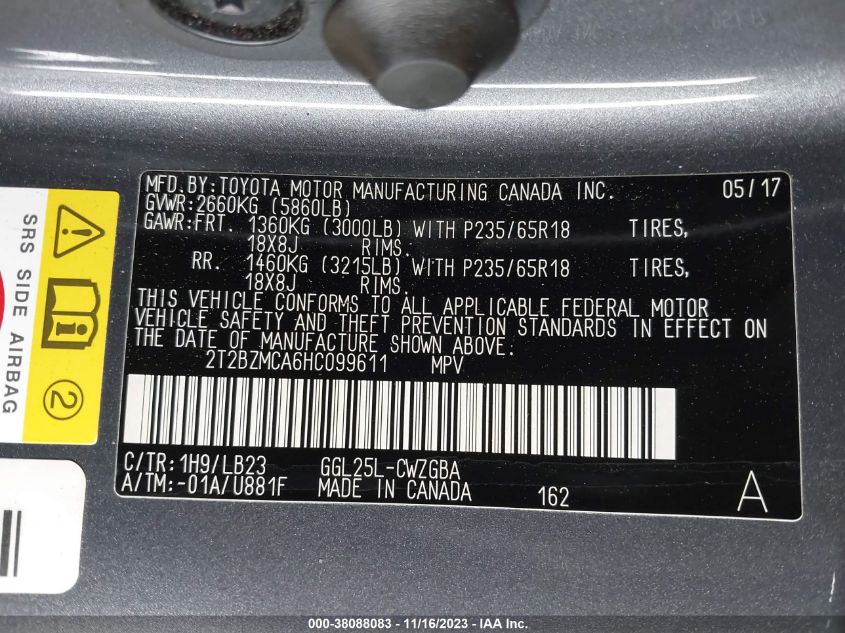 MFD.BY:TOYOTA MOTOR MANUFACTURING CANADA INC. 05/17
GVWR:2660KG (5860LB)
GAWR:FRT. 1360KG (3000LB) WITH P235/65R18 TIRES,
18X8J RIMS.
RR. 1460KG (3215LB) WITH P235/65R18 TIRES,
18X8J RIMS.
THIS VEHICLE CONFORMS TO ALL APPLICABLE FEDERAL MOTOR
VEHICLE SAFETY AND THEFT PREVENTION STANDARDS IN EFFECT ON
THE DATE OF MANUFACTURE SHOWN ABOVE.
2T2BZMCA6HC099611 MPV
C/TR:1H9/LB23 GGL25L-CWZGBA
A/TM:-01A/U881F MADE IN CANADA 162 A
SRS SIDE AIRBAG
2
000-38088083 - 11/16/2023 - IAA Inc.